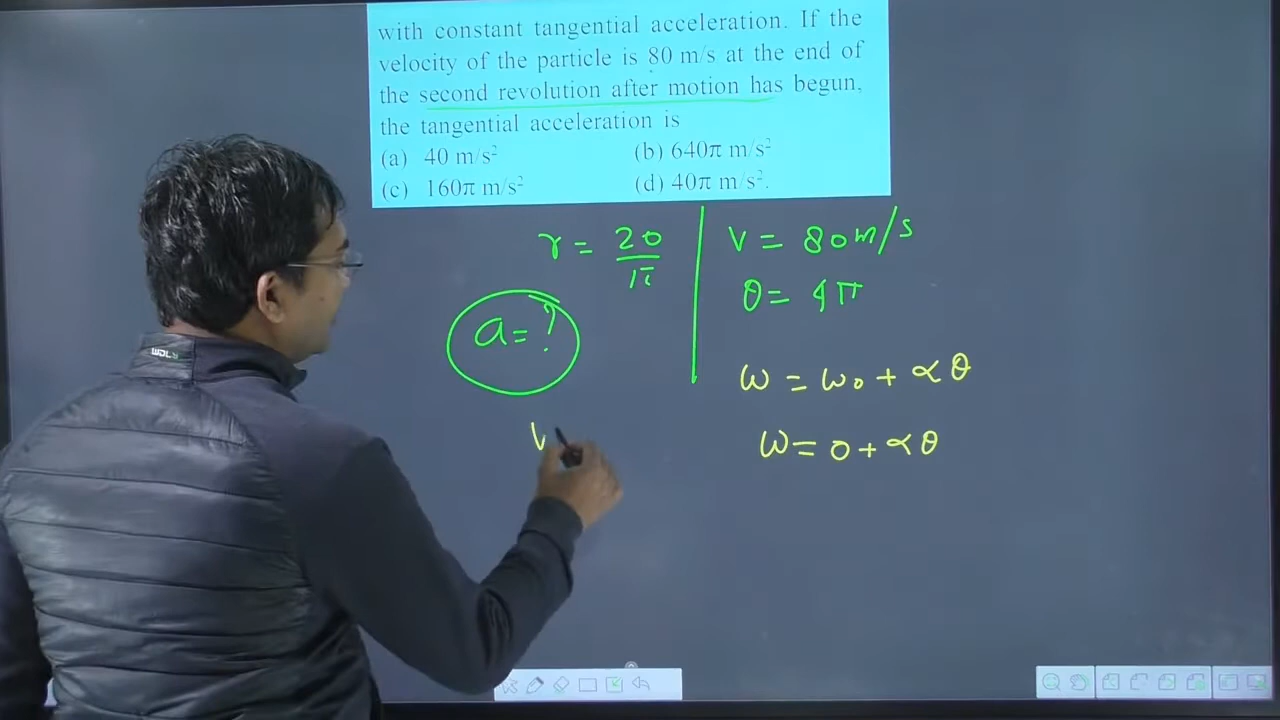 with constant tangential acceleration. If the
velocity of the particle is 80 m/s at the end of
the second revolution after motion has begun,
the tangential acceleration is
(a) 40 m/s² (b) 640π m/s²
(c) 160π m/s² (d) 40π m/s².
r = 20/π
V = 80m/s
θ = 4π
a = ?
ω = ω₀ + αθ
ω = 0 + αθ
V